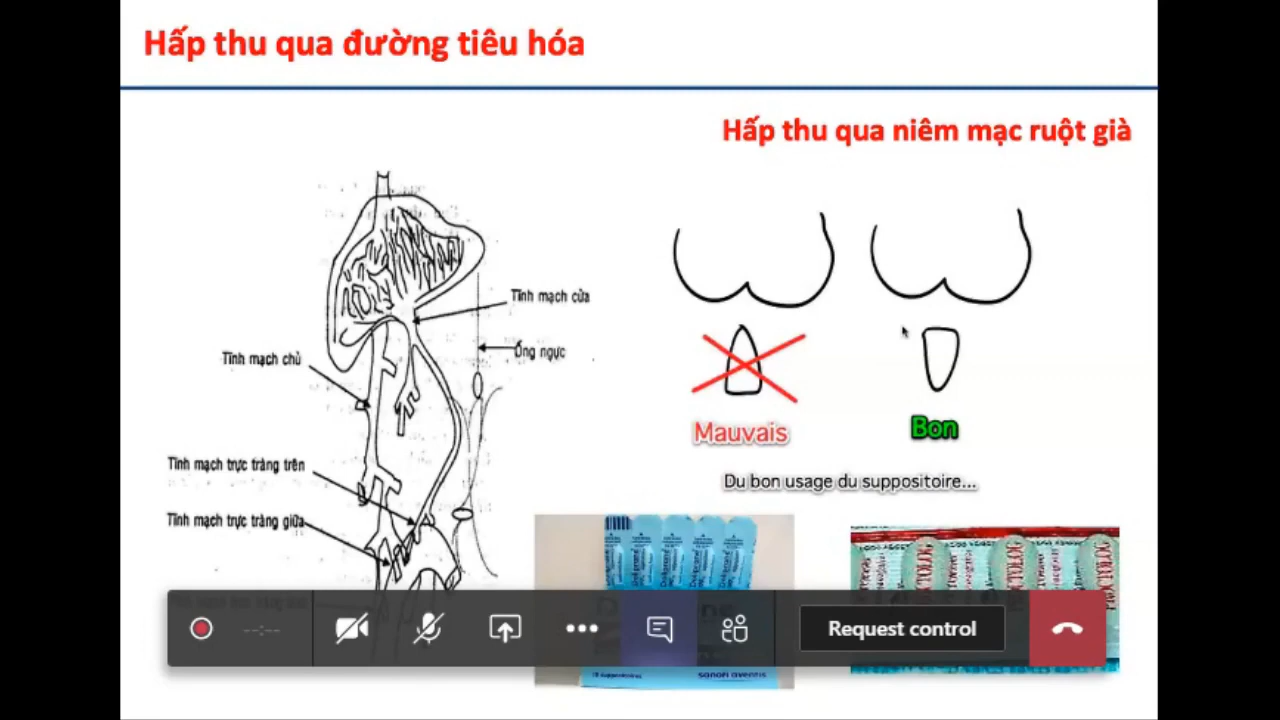 Hấp thu qua đường tiêu hóa
Hấp thu qua niêm mạc ruột già
Tĩnh mạch cửa
Ống ngực
Tĩnh mạch chủ
Tĩnh mạch trực tràng trên
Tĩnh mạch trực tràng giữa
Mauvais
Bon
Du bon usage du suppositoire...
--:--
Request control
sanofi aventis